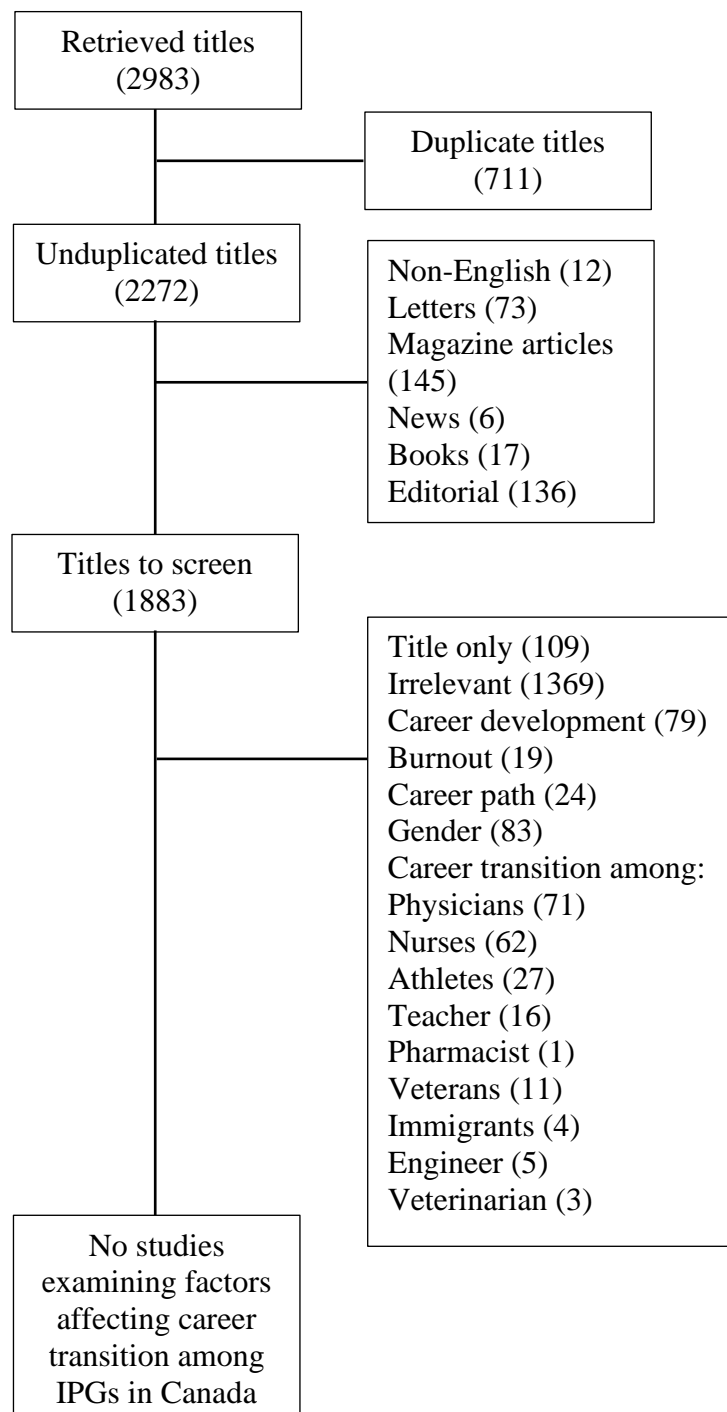 Retrieved titles
(2983)
Duplicate titles
(711)
Unduplicated titles
(2272)
Non-English (12)
Letters (73)
Magazine articles
(145)
News (6)
Books (17)
Editorial (136)
Titles to screen
(1883)
Title only (109)
Irrelevant (1369)
Career development (79)
Burnout (19)
Career path (24)
Gender (83)
Career transition among:
Physicians (71)
Nurses (62)
Athletes (27)
Teacher (16)
Pharmacist (1)
Veterans (11)
Immigrants (4)
Engineer (5)
Veterinarian (3)
No studies
examining factors
affecting career
transition among
IPGs in Canada